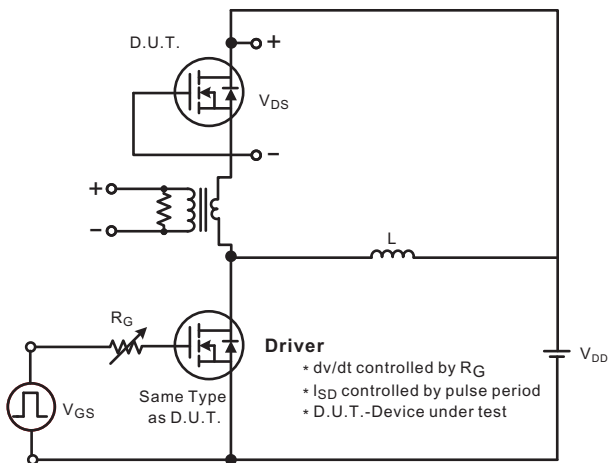 D.U.T.
+
VDS
−
+
−
L
RG
Driver
VDD
* dv/dt controlled by RG
* ISD controlled by pulse period
* D.U.T.-Device under test
Same Type
as D.U.T.
VGS